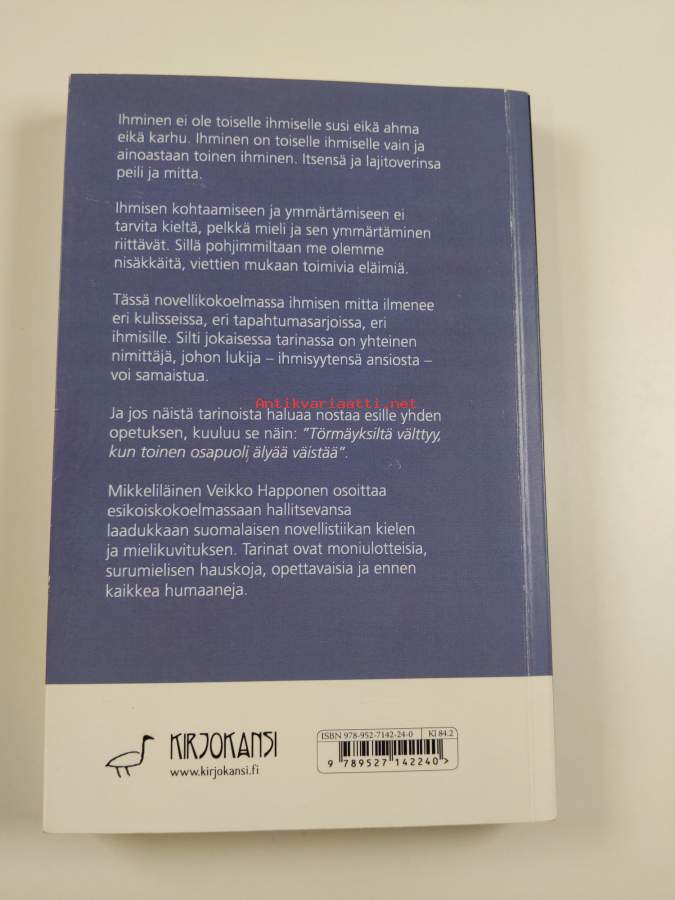 Ihminen ei ole toiselle ihmiselle susi eikä ahma
eikä karhu. Ihminen on toiselle ihmiselle vain ja
ainoastaan toinen ihminen. Itsensä ja lajitoverinsa
peili ja mitta.
Ihmisen kohtaamiseen ja ymmärtämiseen ei
tarvita kieltä, pelkkä mieli ja sen ymmärtäminen
riittävät. Sillä pohjimmiltaan me olemme
nisäkkäitä, viettien mukaan toimivia eläimiä.
Tässä novellikokoelmassa ihmisen mitta ilmenee
eri kulisseissa, eri tapahtumasarjoissa, eri
ihmisille. Silti jokaisessa tarinassa on yhteinen
nimittäjä, johon lukija – ihmisyytensä ansiosta –
voi samaistua.
Antikvariaatti.net
Ja jos näistä tarinoista haluaa nostaa esille yhden
opetuksen, kuuluu se näin: "Törmäyksiltä välttyy,
kun toinen osapuoli älyää väistää".
Mikkeliläinen Veikko Happonen osoittaa
esikoiskokoelmassaan hallitsevansa
laadukkaan suomalaisen novellistiikan kielen
ja mielikuvituksen. Tarinat ovat moniulotteisia,
surumielisen hauskoja, opettavaisia ja ennen
kaikkea humaaneja.
KIRJOKANSI
www.kirjokansi.fi
ISBN 978-952-7142-24-0 Kl 84.2
9 789527 142240 >